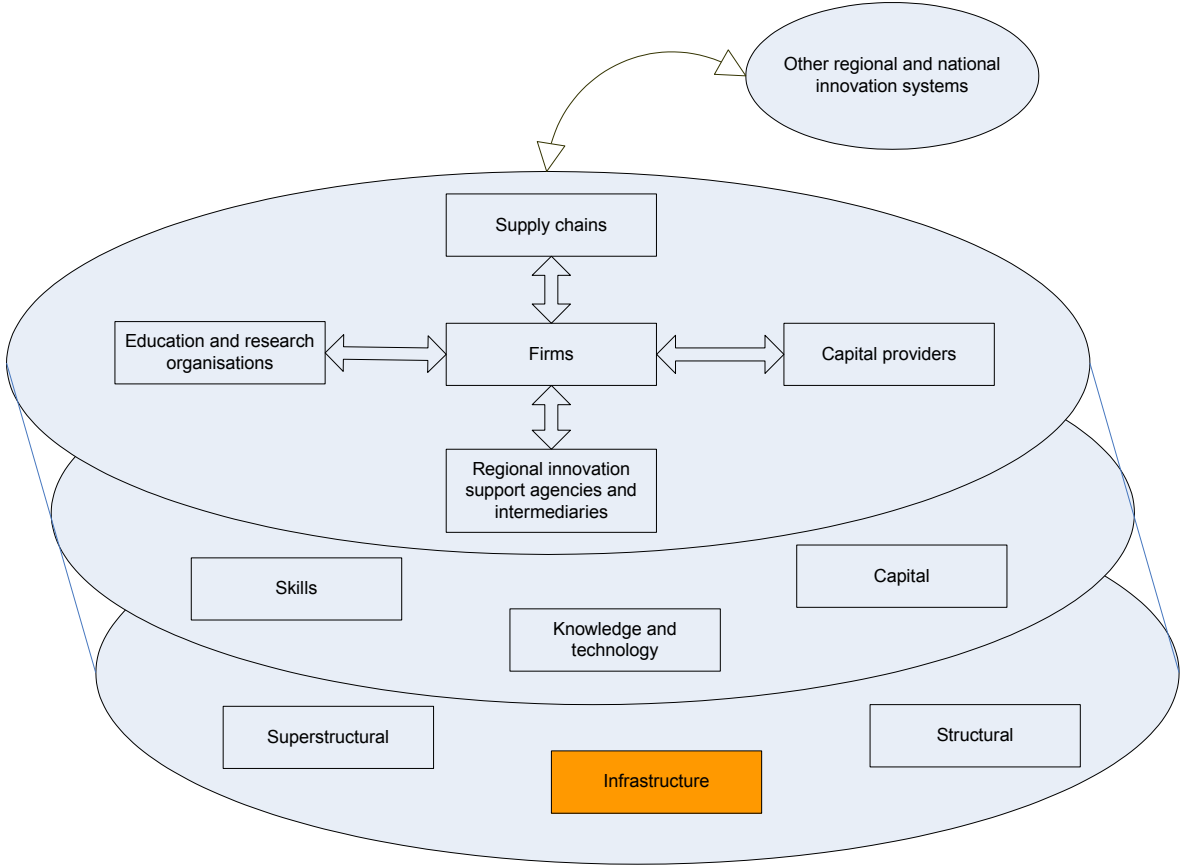 Other regional and national
innovation systems
Supply chains
Education and research
organisations
Firms
Capital providers
Regional innovation
support agencies and
intermediaries
Skills
Capital
Knowledge and
technology
Superstructural
Structural
Infrastructure